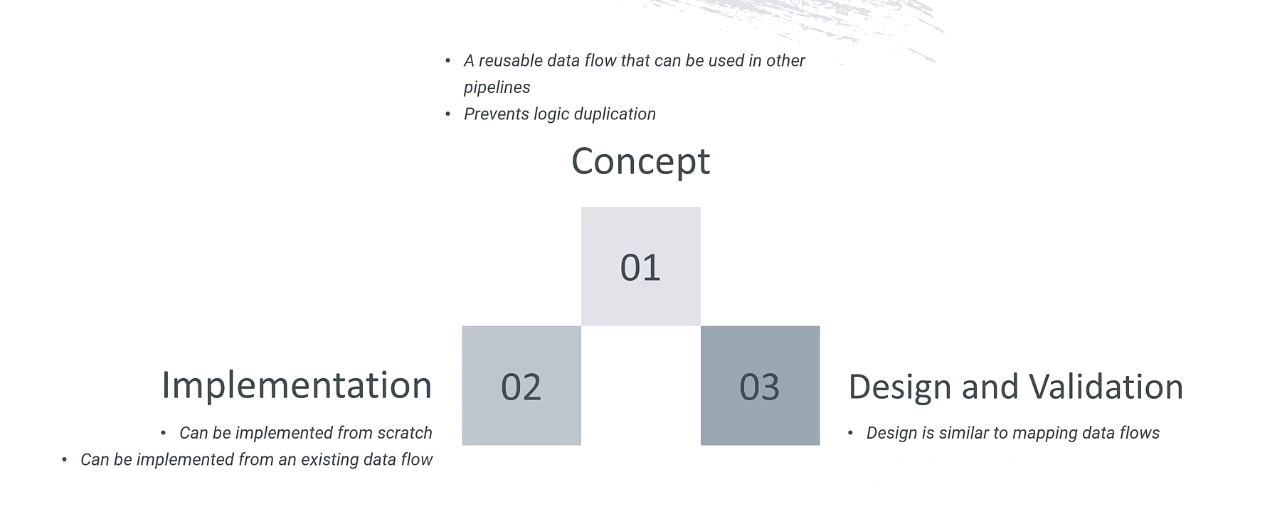 • A reusable data flow that can be used in other
pipelines
• Prevents logic duplication
Concept
01
Implementation
02
• Can be implemented from scratch
• Can be implemented from an existing data flow
03
Design and Validation
• Design is similar to mapping data flows